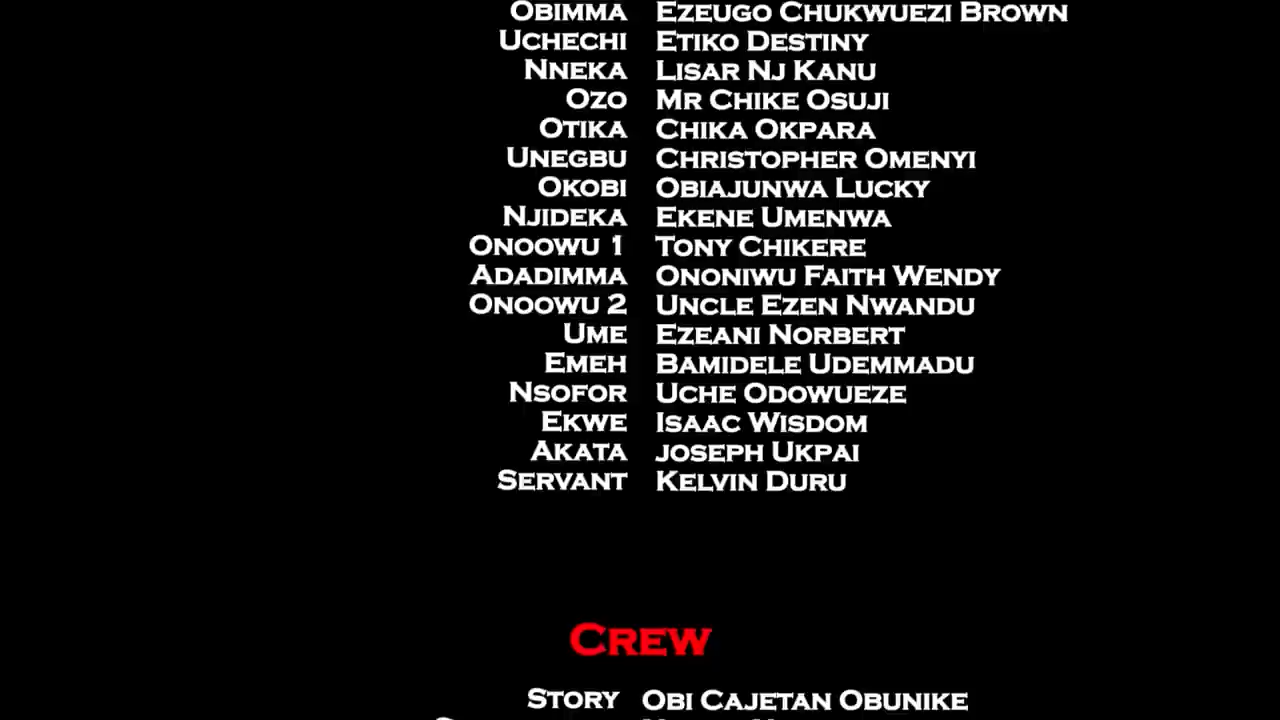 Obimma Ezeugo Chukwuezi Brown
Uchechi Etiko Destiny
Nneka Lisar Nj Kanu
Ozo Mr Chike Osuji
Otika Chika Okpara
Unegbu Christopher Omenyi
Okobi Obiajunwa Lucky
Njideka Ekene Umenwa
Onoowu 1 Tony Chikere
Adadimma Ononiwu Faith Wendy
Onoowu 2 Uncle Ezen Nwandu
Ume Ezeani Norbert
Emeh Bamidele Udemmadu
Nsofor Uche Odowueze
Ekwe Isaac Wisdom
Akata joseph Ukpai
Servant Kelvin Duru
Crew
Story Obi Cajetan Obunike